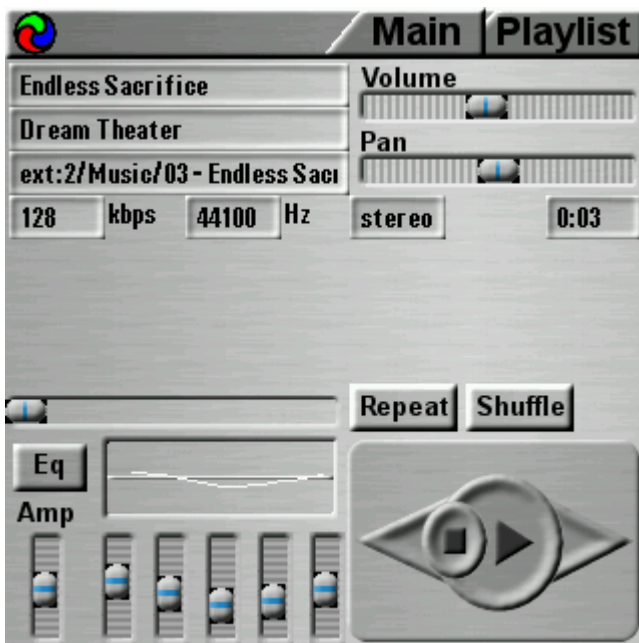 Main Playlist
Endless Sacrifice
Volume
Dream Theater
Pan
ext:2/Music/03 - Endless Saci
128 kbps 44100 Hz stereo 0:03
Repeat Shuffle
Eq
Amp